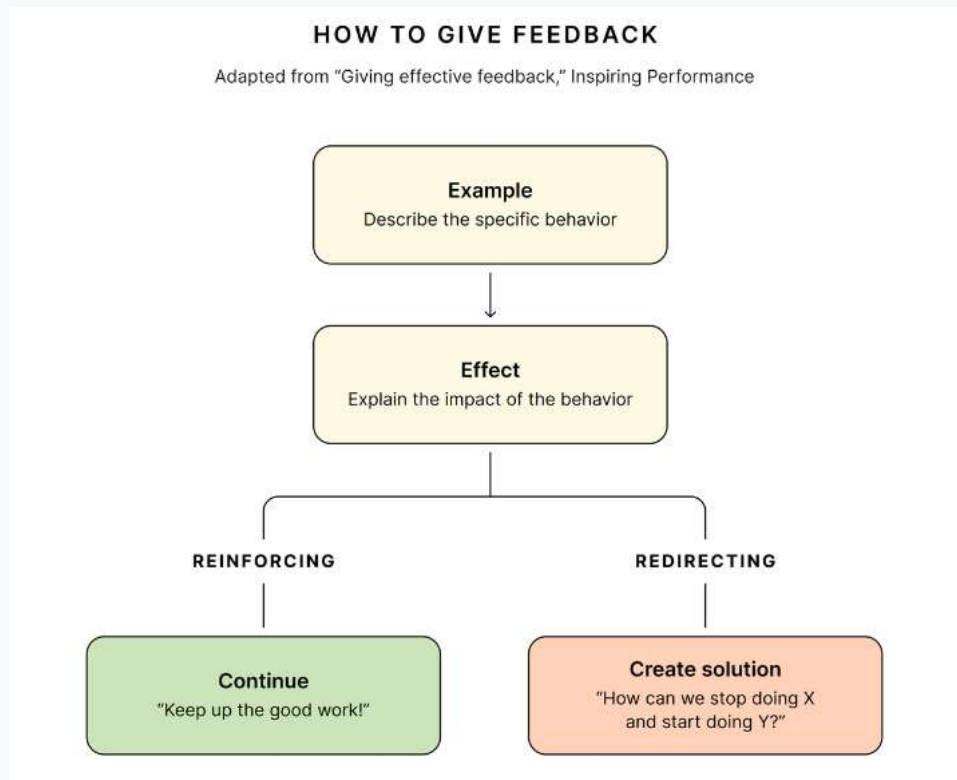 HOW TO GIVE FEEDBACK
Adapted from “Giving effective feedback,” Inspiring Performance
Example
Describe the specific behavior
Effect
Explain the impact of the behavior
REINFORCING
REDIRECTING
Continue
“Keep up the good work!”
Create solution
“How can we stop doing X
and start doing Y?”